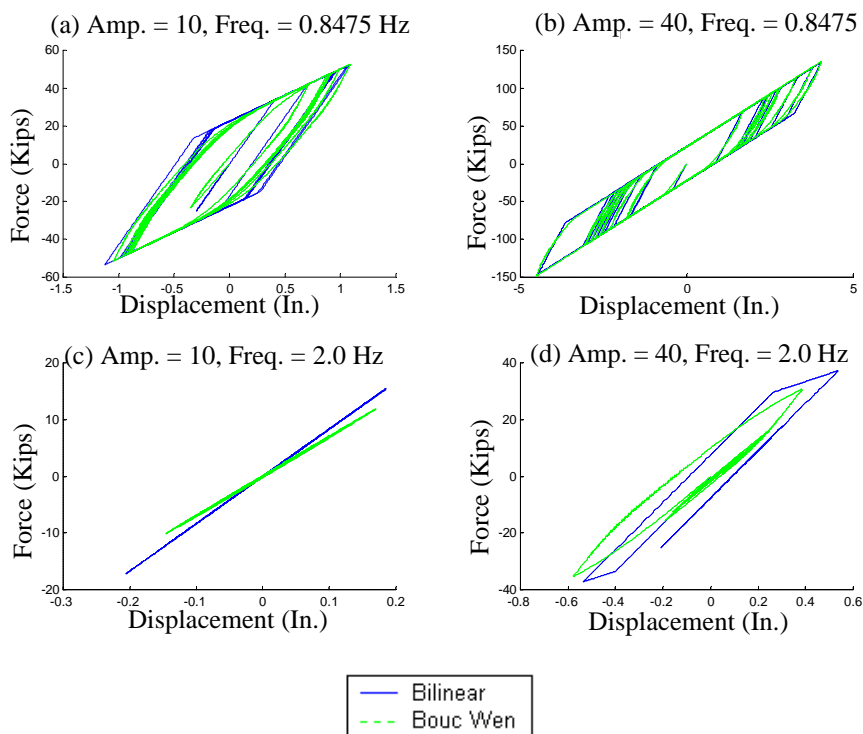 (a) Amp. = 10, Freq. = 0.8475 Hz
(b) Amp. = 40, Freq. = 0.8475
60
40
20
0
-20
-40
-60
Force (Kips)
-1.5 -1 -0.5 0 0.5 1 1.5
Displacement (In.)
150
100
50
0
-50
-100
-150
Force (Kips)
-5 0 5
Displacement (In.)
(c) Amp. = 10, Freq. = 2.0 Hz
(d) Amp. = 40, Freq. = 2.0 Hz
20
10
0
-10
-20
Force (Kips)
-0.3 -0.2 -0.1 0 0.1 0.2
Displacement (In.)
40
20
0
-20
-40
Force (Kips)
-0.8 -0.6 -0.4 -0.2 0 0.2 0.4 0.6
Displacement (In.)
Bilinear
Bouc Wen